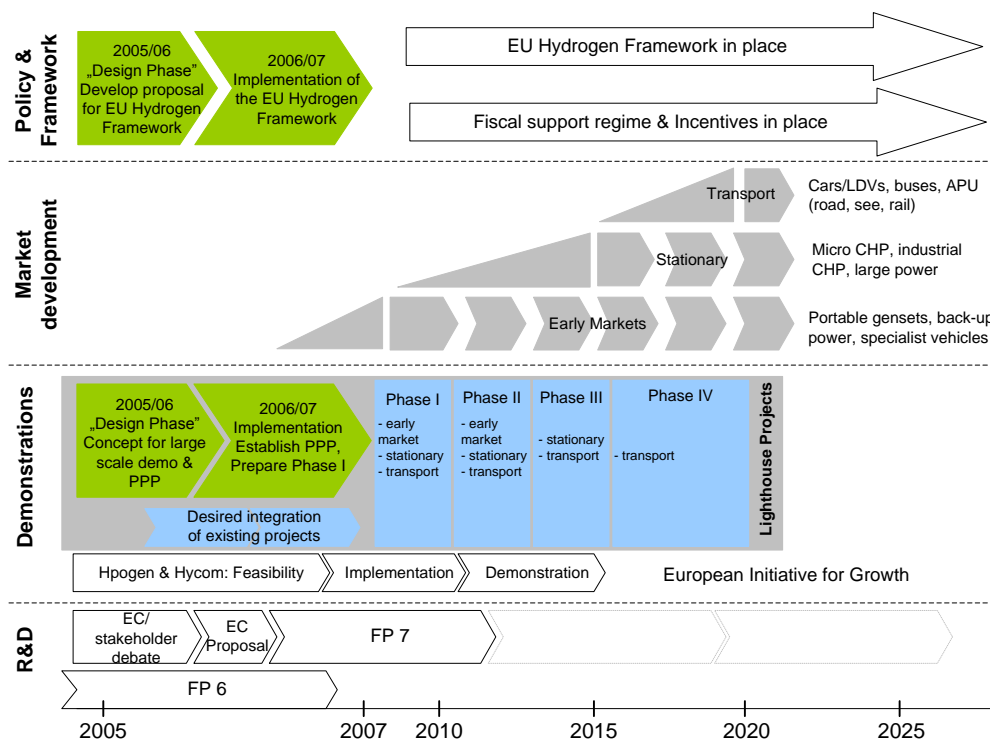 Policy &
Framework
2005/06
„Design Phase”
Develop proposal
for EU Hydrogen
Framework
2006/07
Implementation of
the EU Hydrogen
Framework
EU Hydrogen Framework in place
Fiscal support regime & Incentives in place
Market
development
Transport
Cars/LDVs, buses, APU
(road, see, rail)
Stationary
Micro CHP, industrial
CHP, large power
Early Markets
Portable gensets, back-up
power, specialist vehicles
Demonstrations
2005/06
„Design Phase”
Concept for large
scale demo &
PPP
2006/07
Implementation
Establish PPP,
Prepare Phase I
Desired integration
of existing projects
Phase I
- early
market
- stationary
- transport
Phase II
- early
market
- stationary
- transport
Phase III
- stationary
- transport
Phase IV
- transport
Lighthouse Projects
Hpogen & Hycom: Feasibility
Implementation
Demonstration
European Initiative for Growth
R&D
EC/
stakeholder
debate
EC
Proposal
FP 7
FP 6
2005
2007
2010
2015
2020
2025